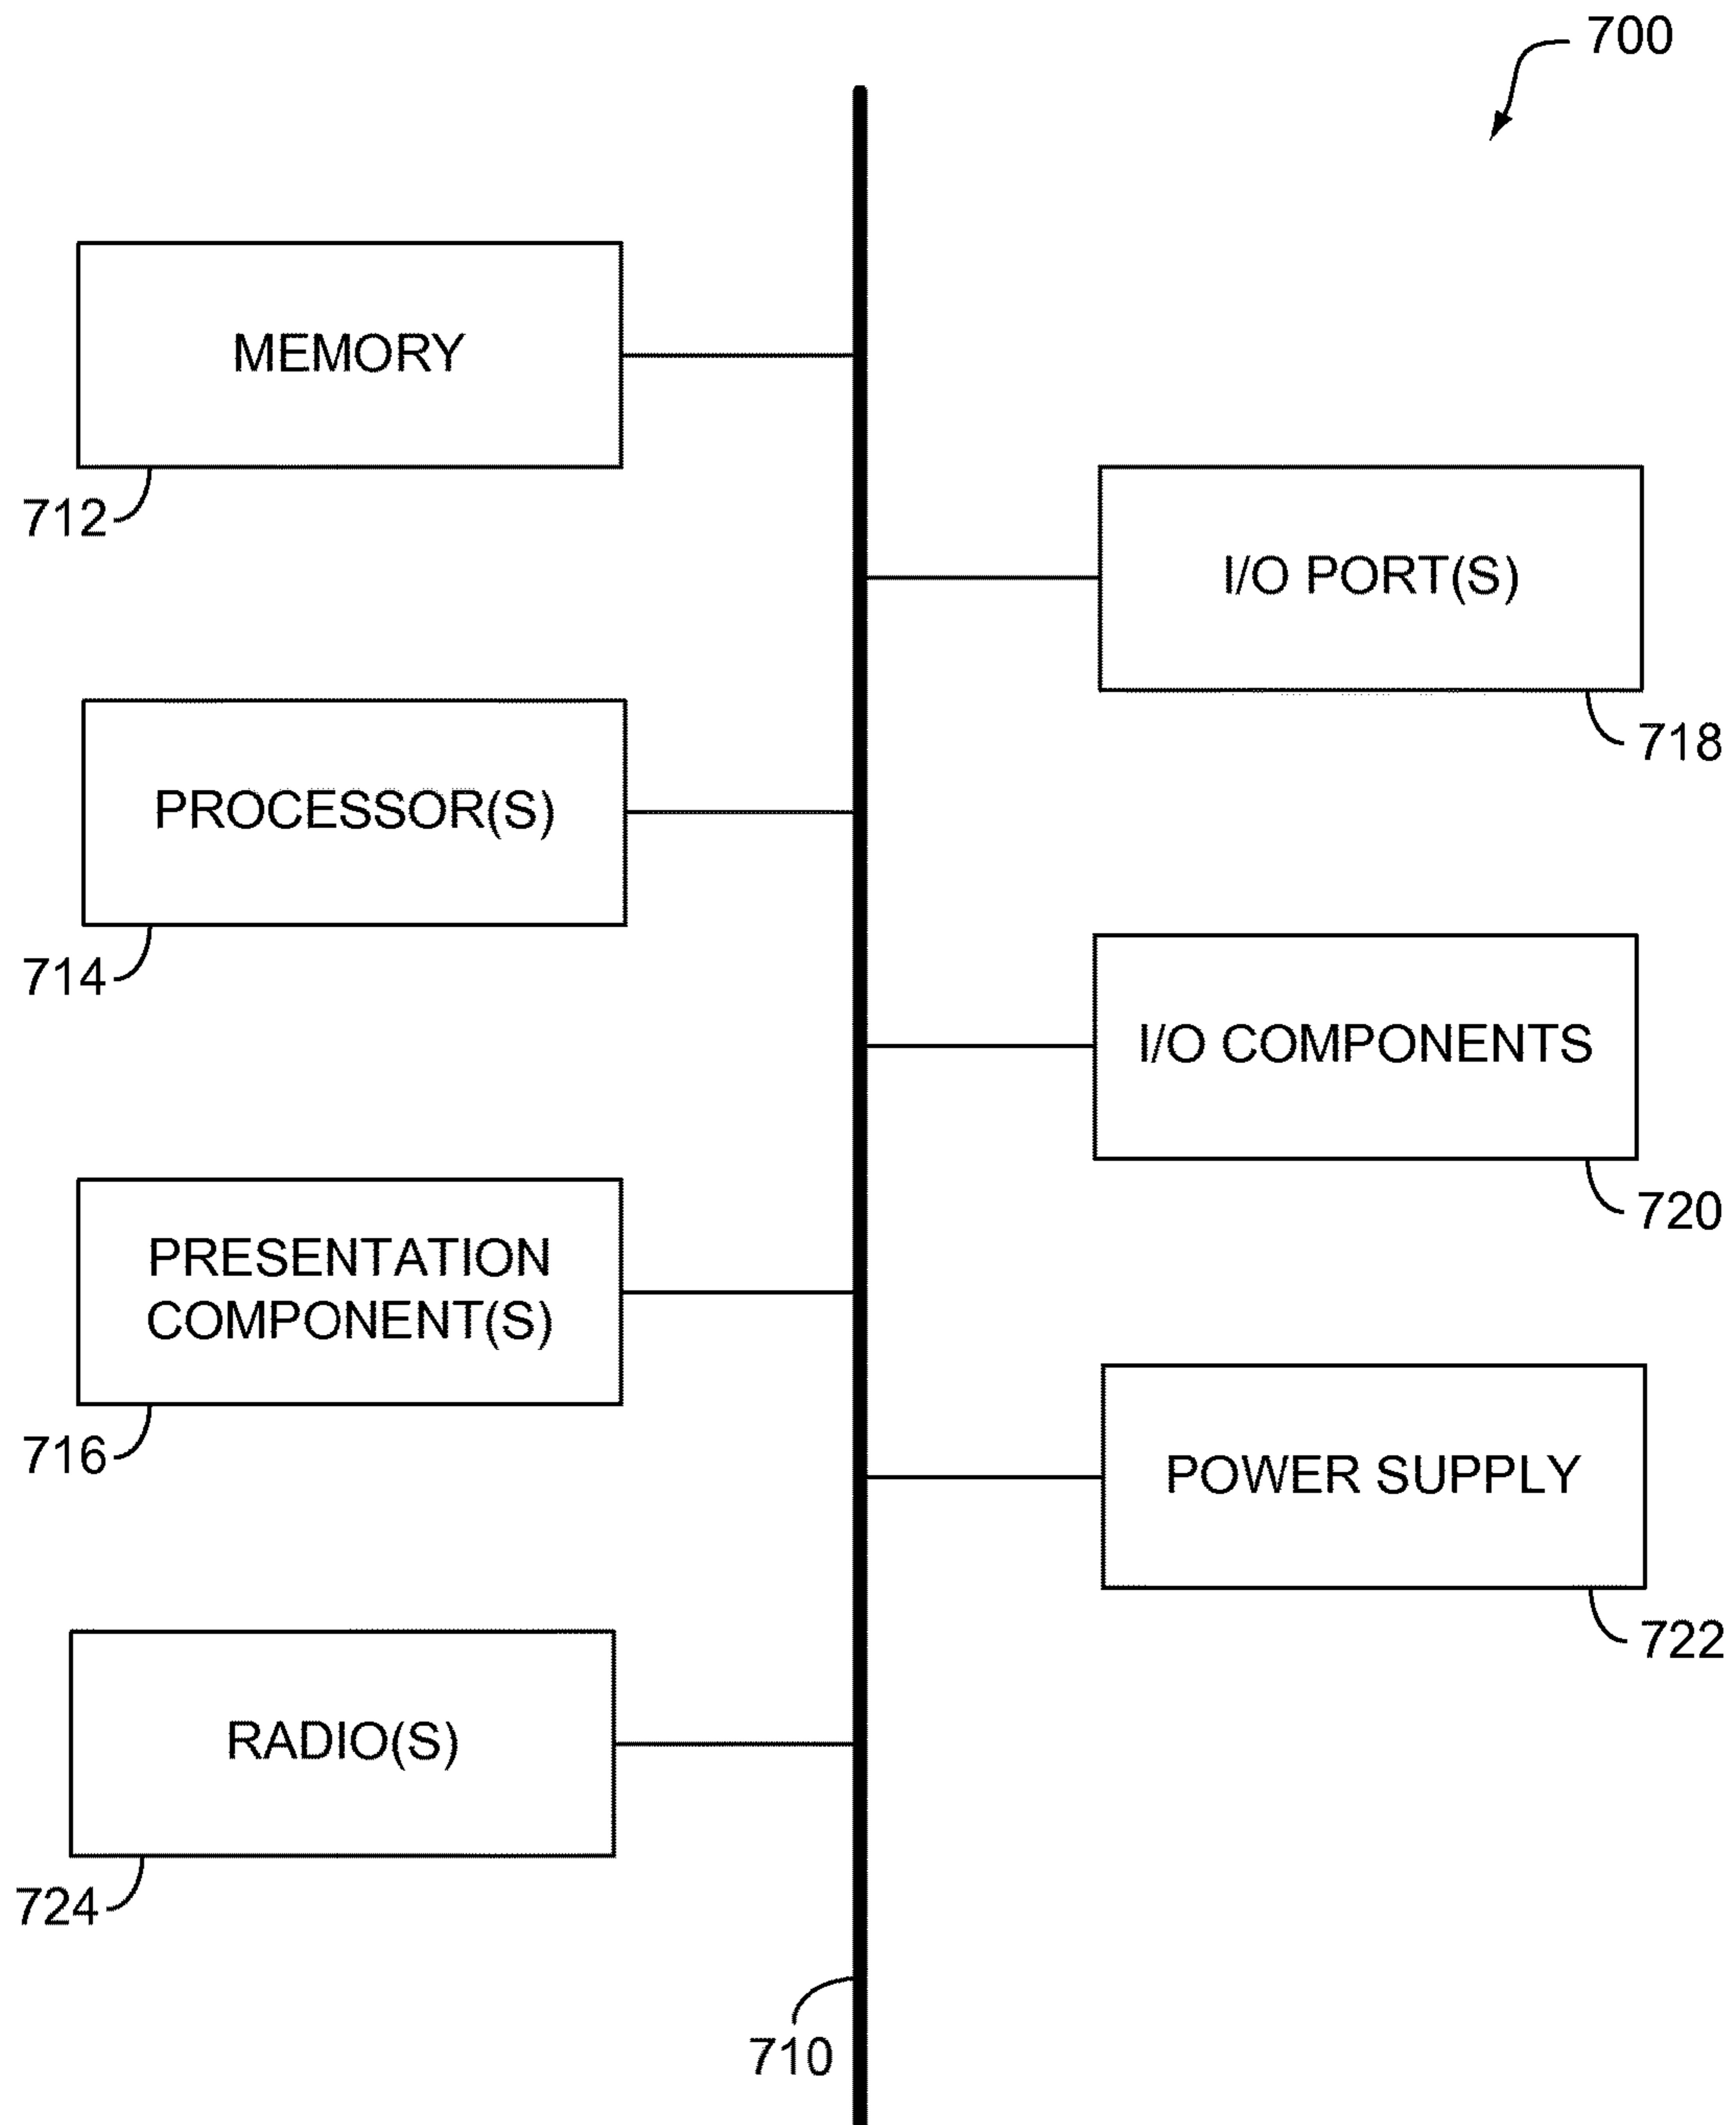 700
MEMORY
712
I/O PORT(S)
718
PROCESSOR(S)
714
I/O COMPONENTS
720
PRESENTATION
COMPONENT(S)
716
POWER SUPPLY
722
RADIO(S)
724
710